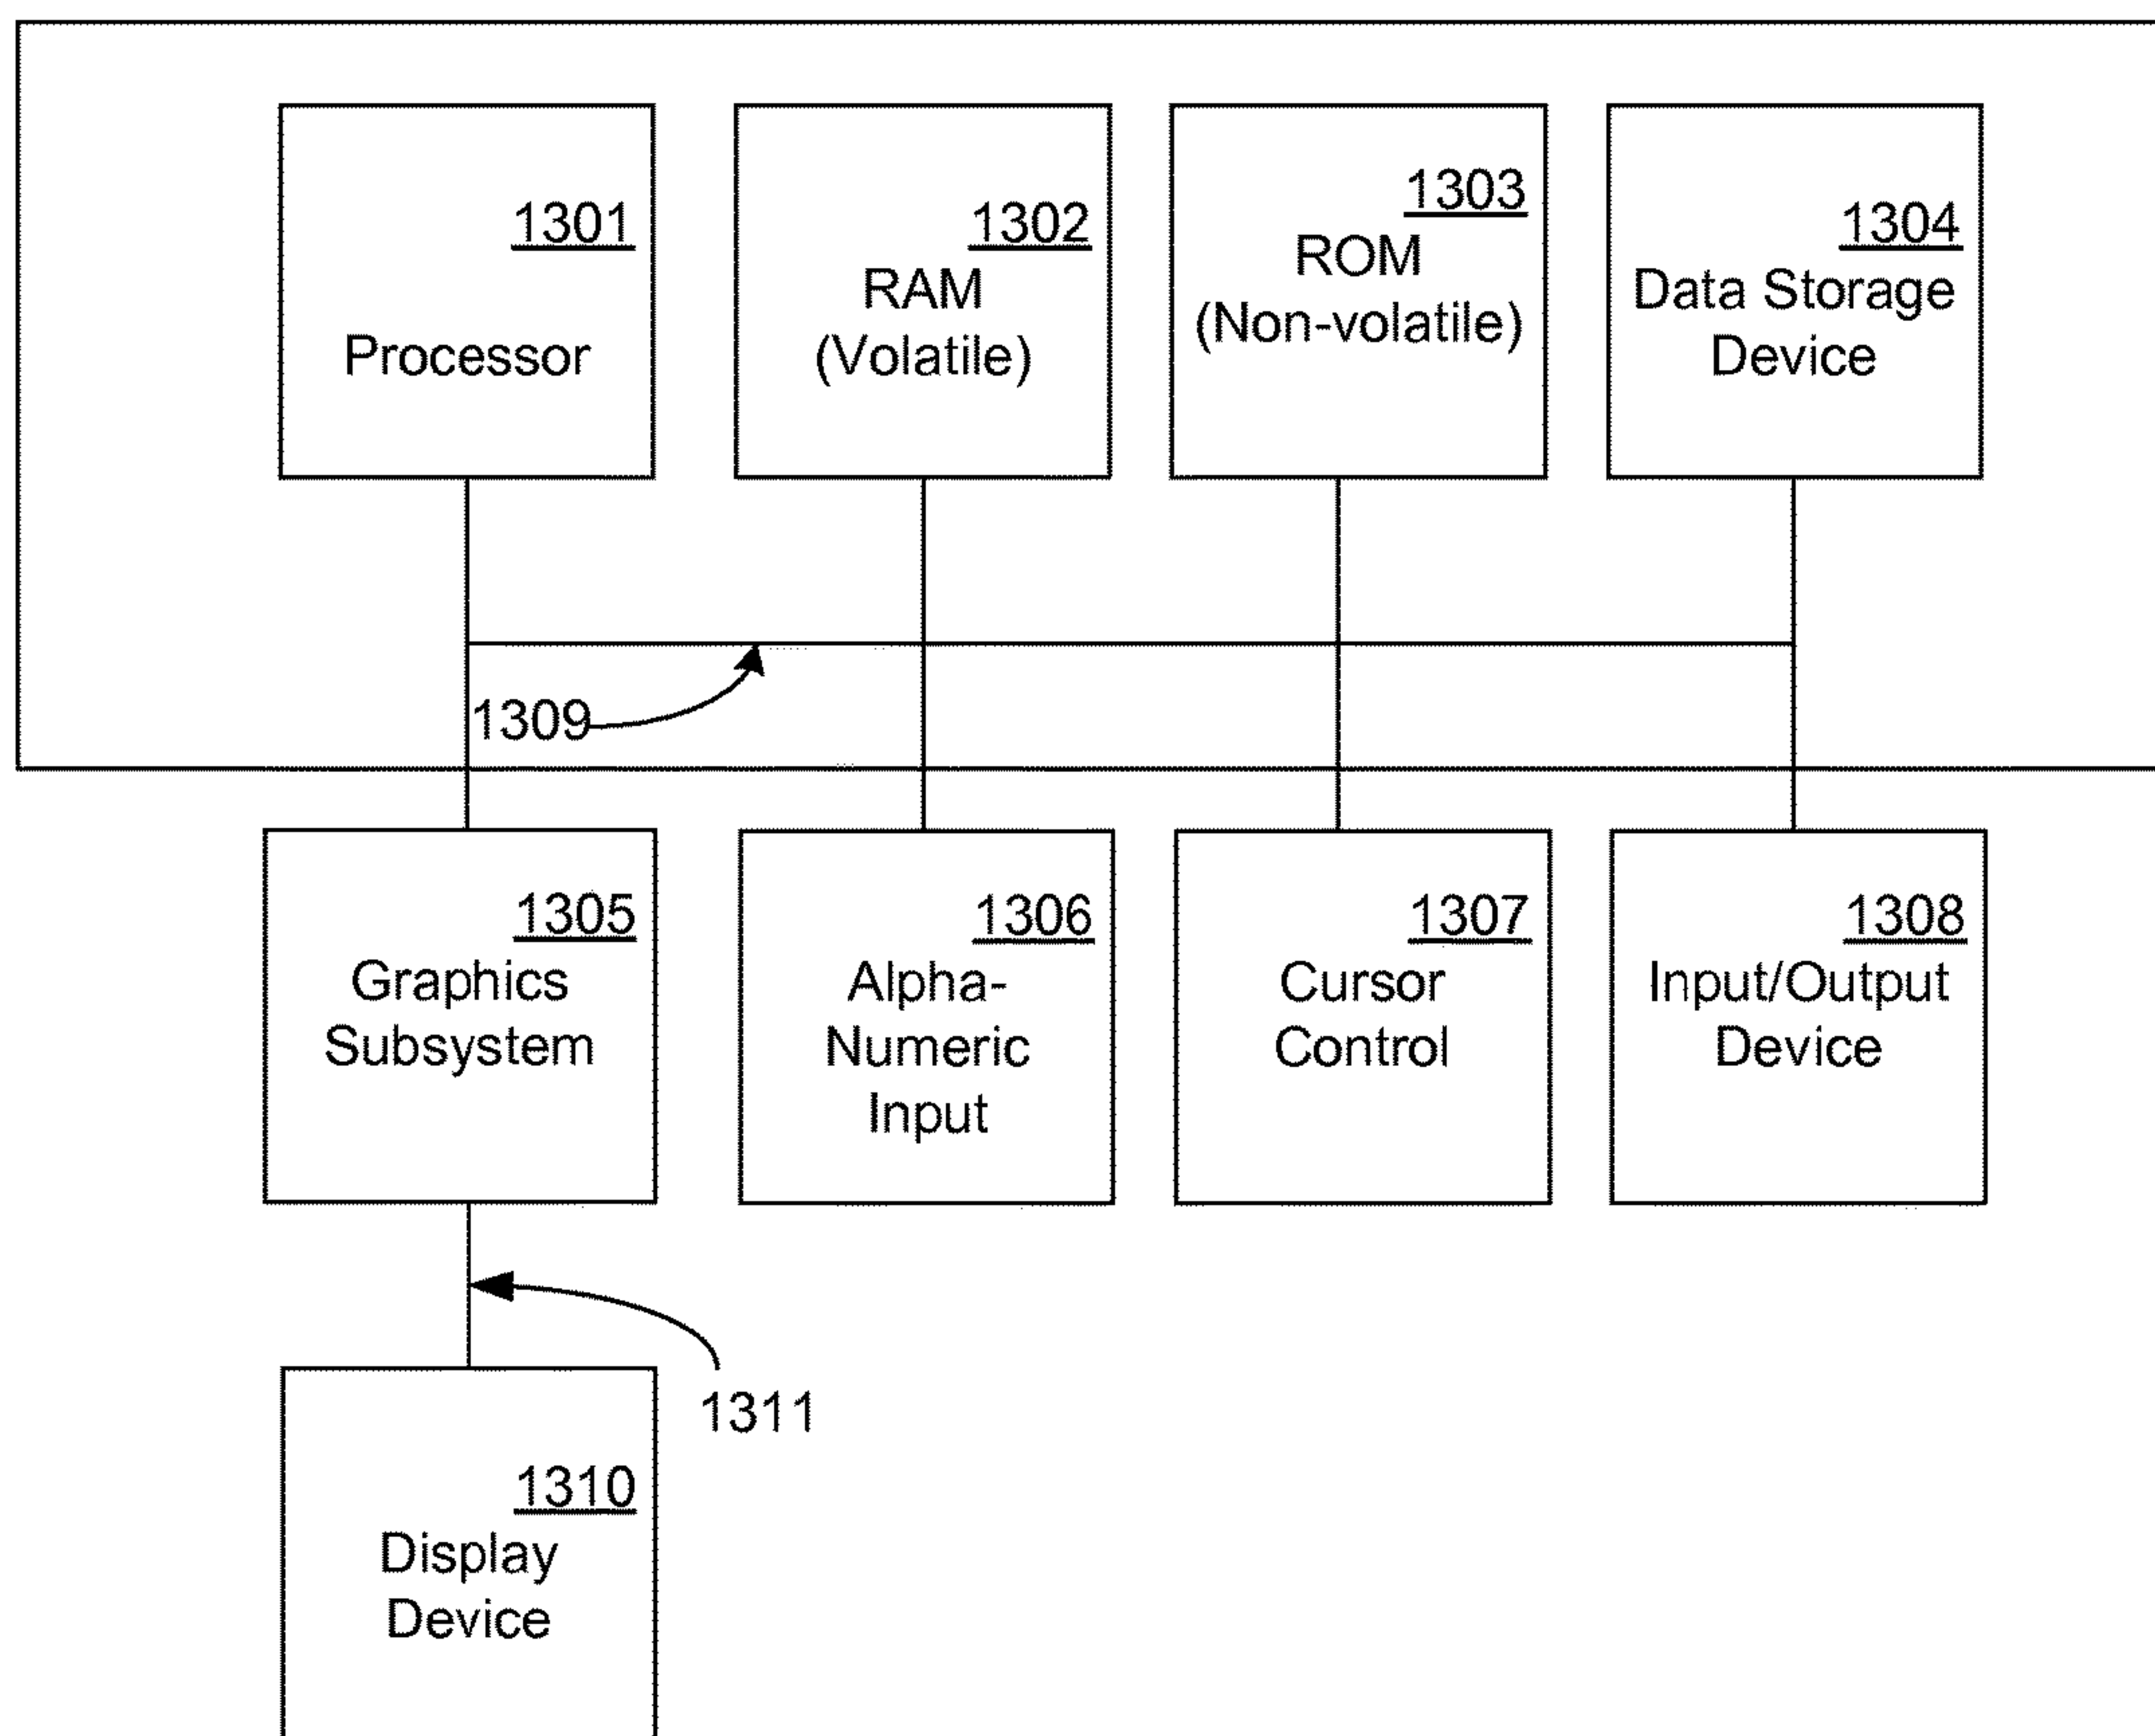 1301
Processor
1302
RAM
(Volatile)
1303
ROM
(Non-volatile)
1304
Data Storage
Device
1309
1305
Graphics
Subsystem
1306
Alpha-
Numeric
Input
1307
Cursor
Control
1308
Input/Output
Device
1311
1310
Display
Device